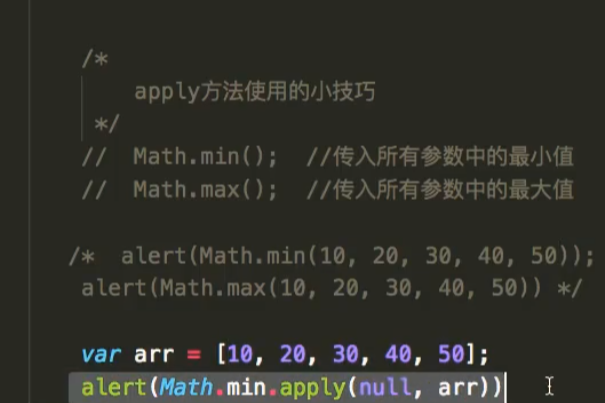 /*
apply方法使用的小技巧
*/
// Math.min(); //传入所有参数中的最小值
// Math.max(); //传入所有参数中的最大值
/* alert(Math.min(10, 20, 30, 40, 50));
alert(Math.max(10, 20, 30, 40, 50)) */
var arr = [10, 20, 30, 40, 50];
alert(Math.min.apply(null, arr))